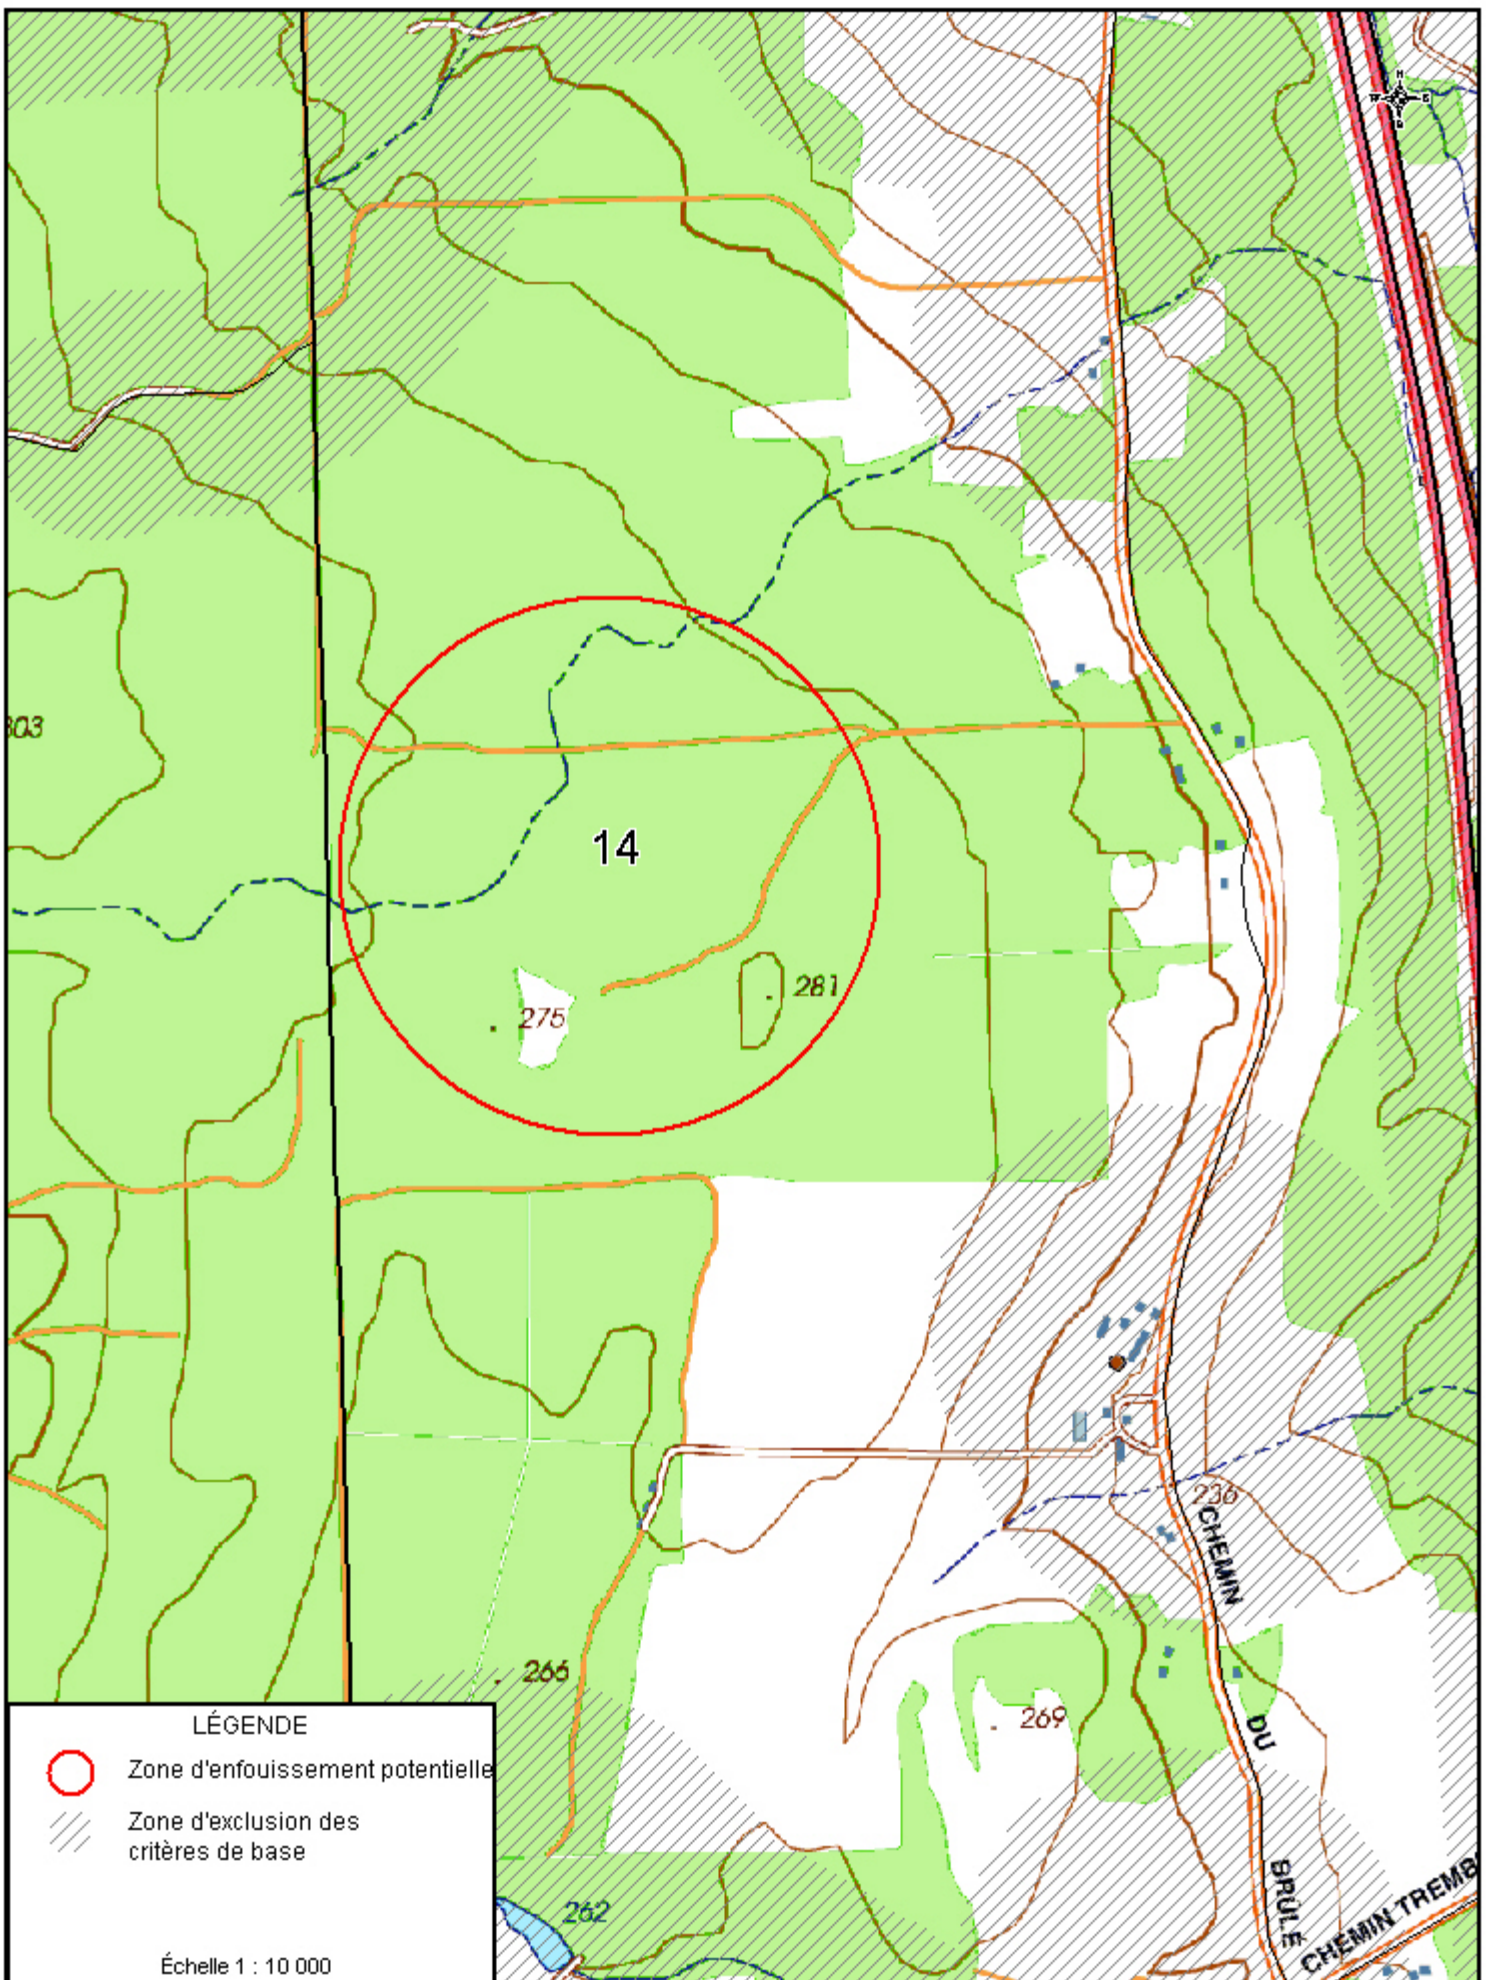 N
W E
S
303
14
281
275
236
CHEMIN
DU
BRÛLÉ
266
269
262
CHEMIN TREMB
LÉGENDE
Zone d'enfouissement potentielle
Zone d'exclusion des
critères de base
Échelle 1 : 10 000